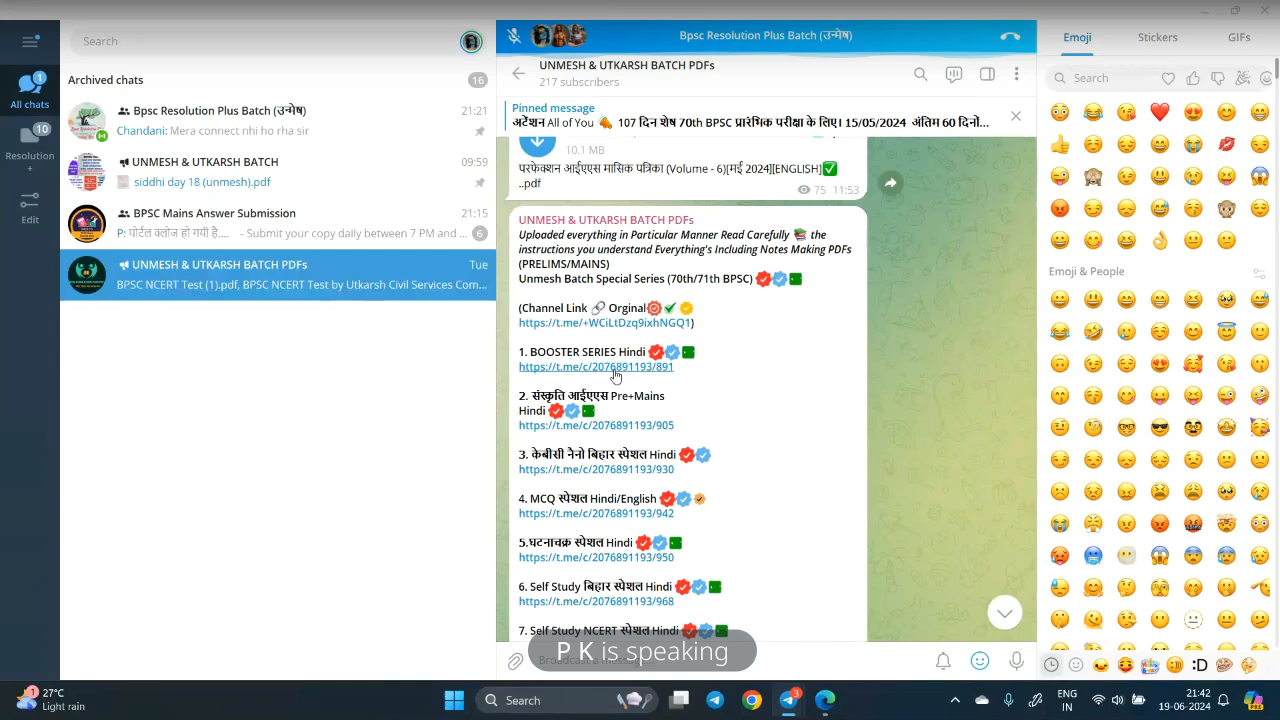 Search
Archived chats
16
1
All chats
10
Resolution
+
Edit
Bpsc Resolution Plus Batch (उन्मेष)
21:21
Chandani: Mera connect nhi ho rha sir
UNMESH & UTKARSH BATCH
09:59
siddhi day 18 (unmesh).pdf
BPSC Mains Answer Submission
21:15
P: पोर्टल क्लोज हो गयी है.... – Submit your copy daily between 7 PM and ...
6
UNMESH & UTKARSH BATCH PDFs
Tue
BPSC NCERT Test (1).pdf, BPSC NCERT Test by Utkarsh Civil Services Com...
Bpsc Resolution Plus Batch (उन्मेष)
UNMESH & UTKARSH BATCH PDFs
217 subscribers
Pinned message
अटेंशन All of You 107 दिन शेष 70th BPSC प्रारंभिक परीक्षा के लिए। 15/05/2024 अंतिम 60 दिनो...
10.1 MB
परफेक्शन आईएएस मासिक पत्रिका (Volume - 6)[मई 2024][ENGLISH]✅
..pdf
75 11:53
UNMESH & UTKARSH BATCH PDFs
Uploaded everything in Particular Manner Read Carefully 📚 the
instructions you understand Everything's Including Notes Making PDFs
(PRELIMS/MAINS)
Unmesh Batch Special Series (70th/71th BPSC)
(Channel Link 🔗 Orginal
https://t.me/+WCiLtDzq9ixhNGQ1)
1. BOOSTER SERIES Hindi
https://t.me/c/2076891193/891
2. संस्कृति आईएएस Pre+Mains
Hindi
https://t.me/c/2076891193/905
3. केबीसी नैनो बिहार स्पेशल Hindi
https://t.me/c/2076891193/930
4. MCQ स्पेशल Hindi/English
https://t.me/c/2076891193/942
5.घटनाचक्र स्पेशल Hindi
https://t.me/c/2076891193/950
6. Self Study बिहार स्पेशल Hindi
https://t.me/c/2076891193/968
7. Self Study NCERT स्पेशल Hindi
P K is speaking
Broadcast a message...
Emoji
Stickers
GIFs
Search
Emoji & People
:D
27°C
Light rain
Search
3
ENG
IN
21:42
19-06-2024